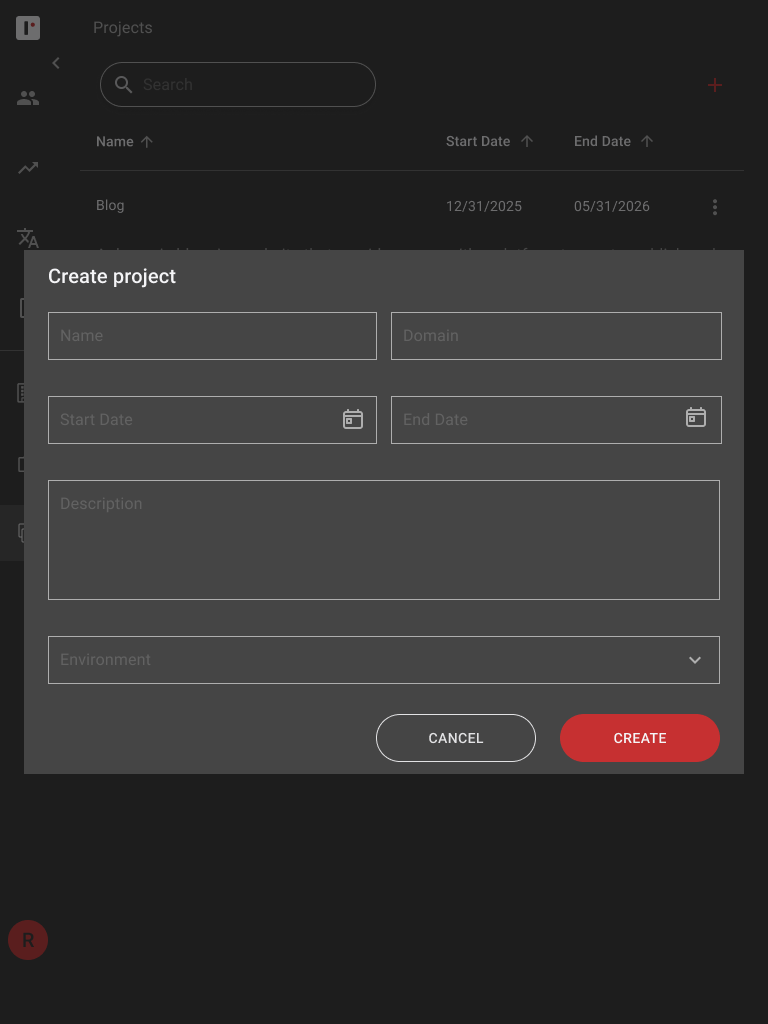 Projects
Search
Name
Start Date
End Date
Blog
12/31/2025
05/31/2026
Create project
Name
Domain
Start Date
End Date
Description
Environment
CANCEL
CREATE
R